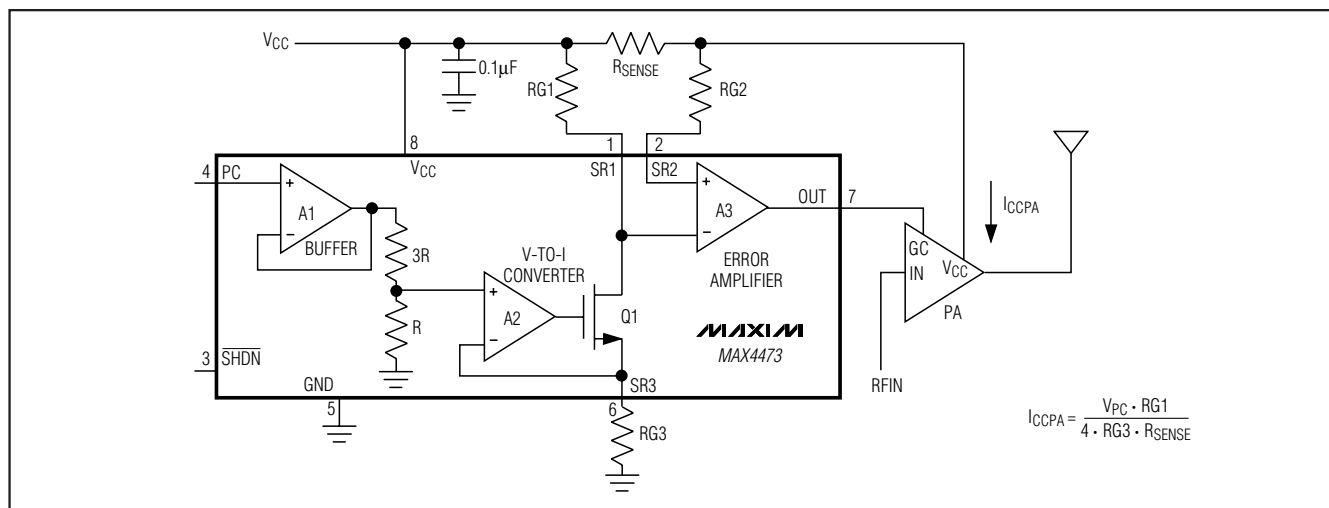 VCC
0.1µF
RSENSE
RG1
RG2
8
VCC
1
SR1
2
SR2
4 PC
+
A1
−
BUFFER
3R
R
V-TO-I
CONVERTER
+
A2
−
Q1
+
A3
−
ERROR
AMPLIFIER
OUT 7
MAXIM
MAX4473
3 SHDN
GND
5
SR3
6
RG3
ICCPA
GC
IN
VCC
PA
RFIN
ICCPA = VPC • RG1
4 • RG3 • RSENSE